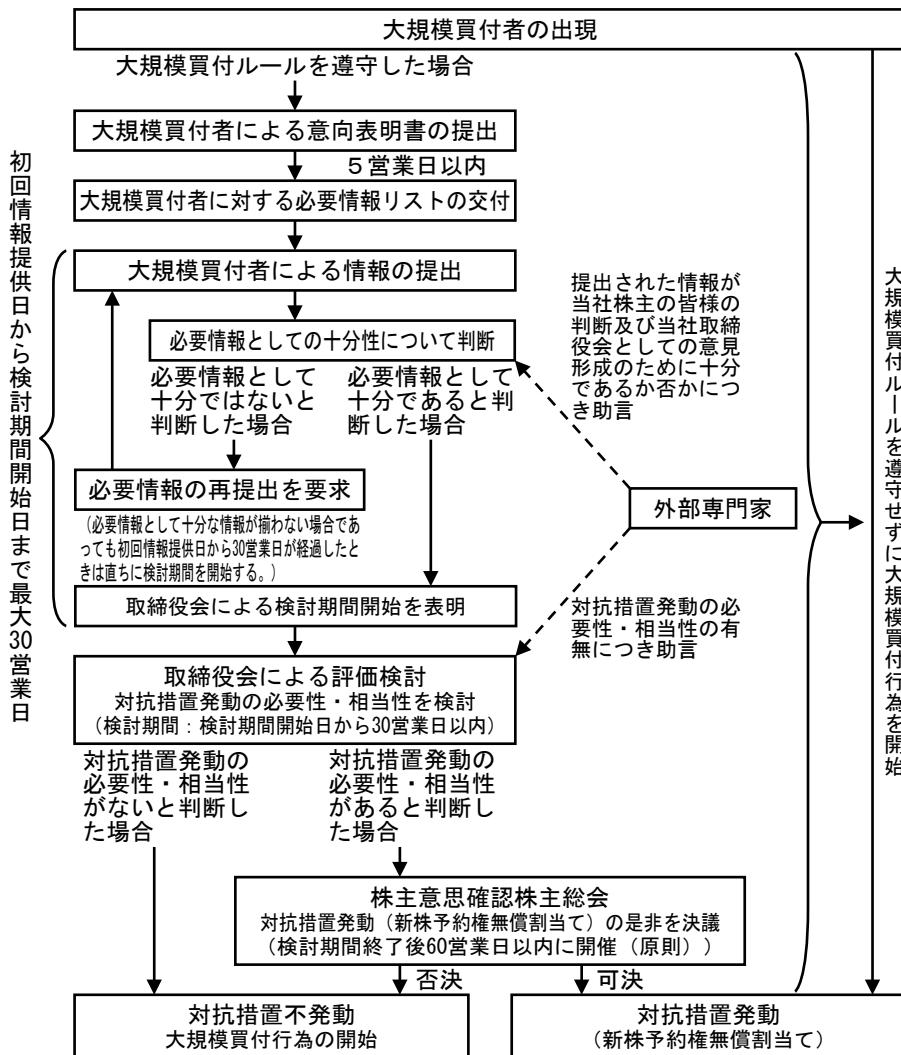 大規模買付者の出現
大規模買付ルールを遵守した場合
大規模買付者による意向表明書の提出
５営業日以内
大規模買付者に対する必要情報リストの交付
初回情報提供日から検討期間開始日まで最大30営業日
大規模買付者による情報の提出
必要情報としての十分性について判断
必要情報として
十分ではないと
判断した場合
必要情報として
十分であると判
断した場合
提出された情報が
当社株主の皆様の
判断及び当社取締
役会としての意見
形成のために十分
であるか否かにつ
き助言
必要情報の再提出を要求
（必要情報として十分な情報が揃わない場合であ
っても初回情報提供日から30営業日が経過したと
きは直ちに検討期間を開始する。）
外部専門家
取締役会による検討期間開始を表明
対抗措置発動の必
要性・相当性の有
無につき助言
取締役会による評価検討
対抗措置発動の必要性・相当性を検討
（検討期間：検討期間開始日から30営業日以内）
対抗措置発動の
必要性・相当性
がないと判断し
た場合
対抗措置発動の
必要性・相当性
があると判断し
た場合
株主意思確認株主総会
対抗措置発動（新株予約権無償割当て）の是非を決議
（検討期間終了後60営業日以内に開催（原則））
否決
可決
対抗措置不発動
大規模買付行為の開始
対抗措置発動
（新株予約権無償割当て）
大規模買付ルールを遵守せずに大規模買付行為を開始